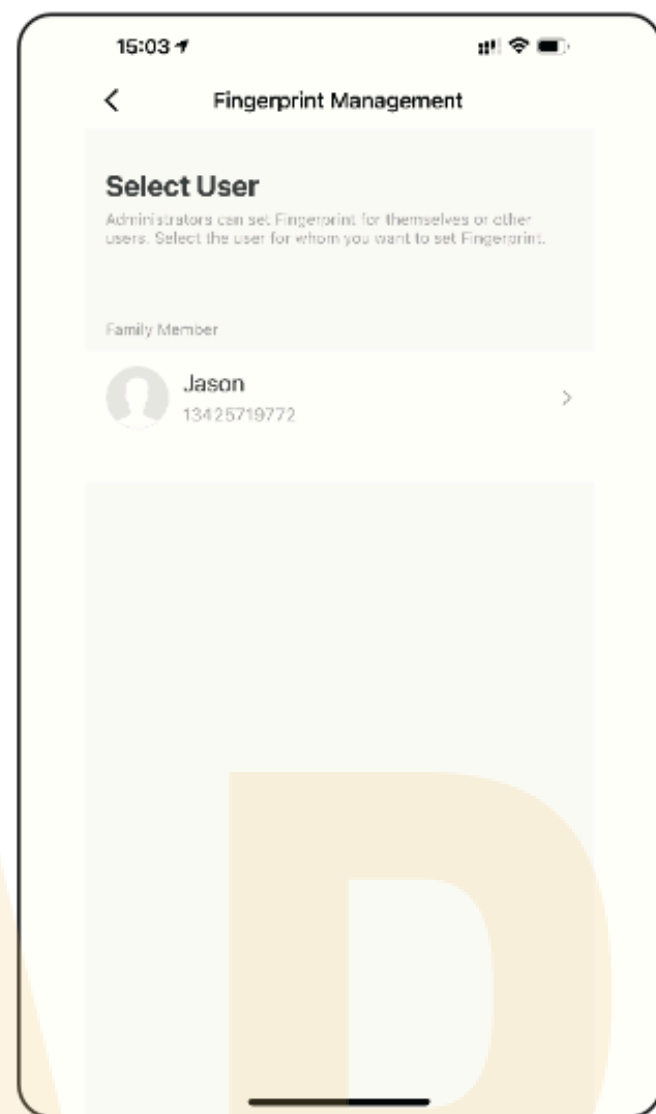 15:03
Fingerprint Management
Select User
Administrators can set Fingerprint for themselves or other
users. Select the user for whom you want to set Fingerprint.
Family Member
Jason
13425719772